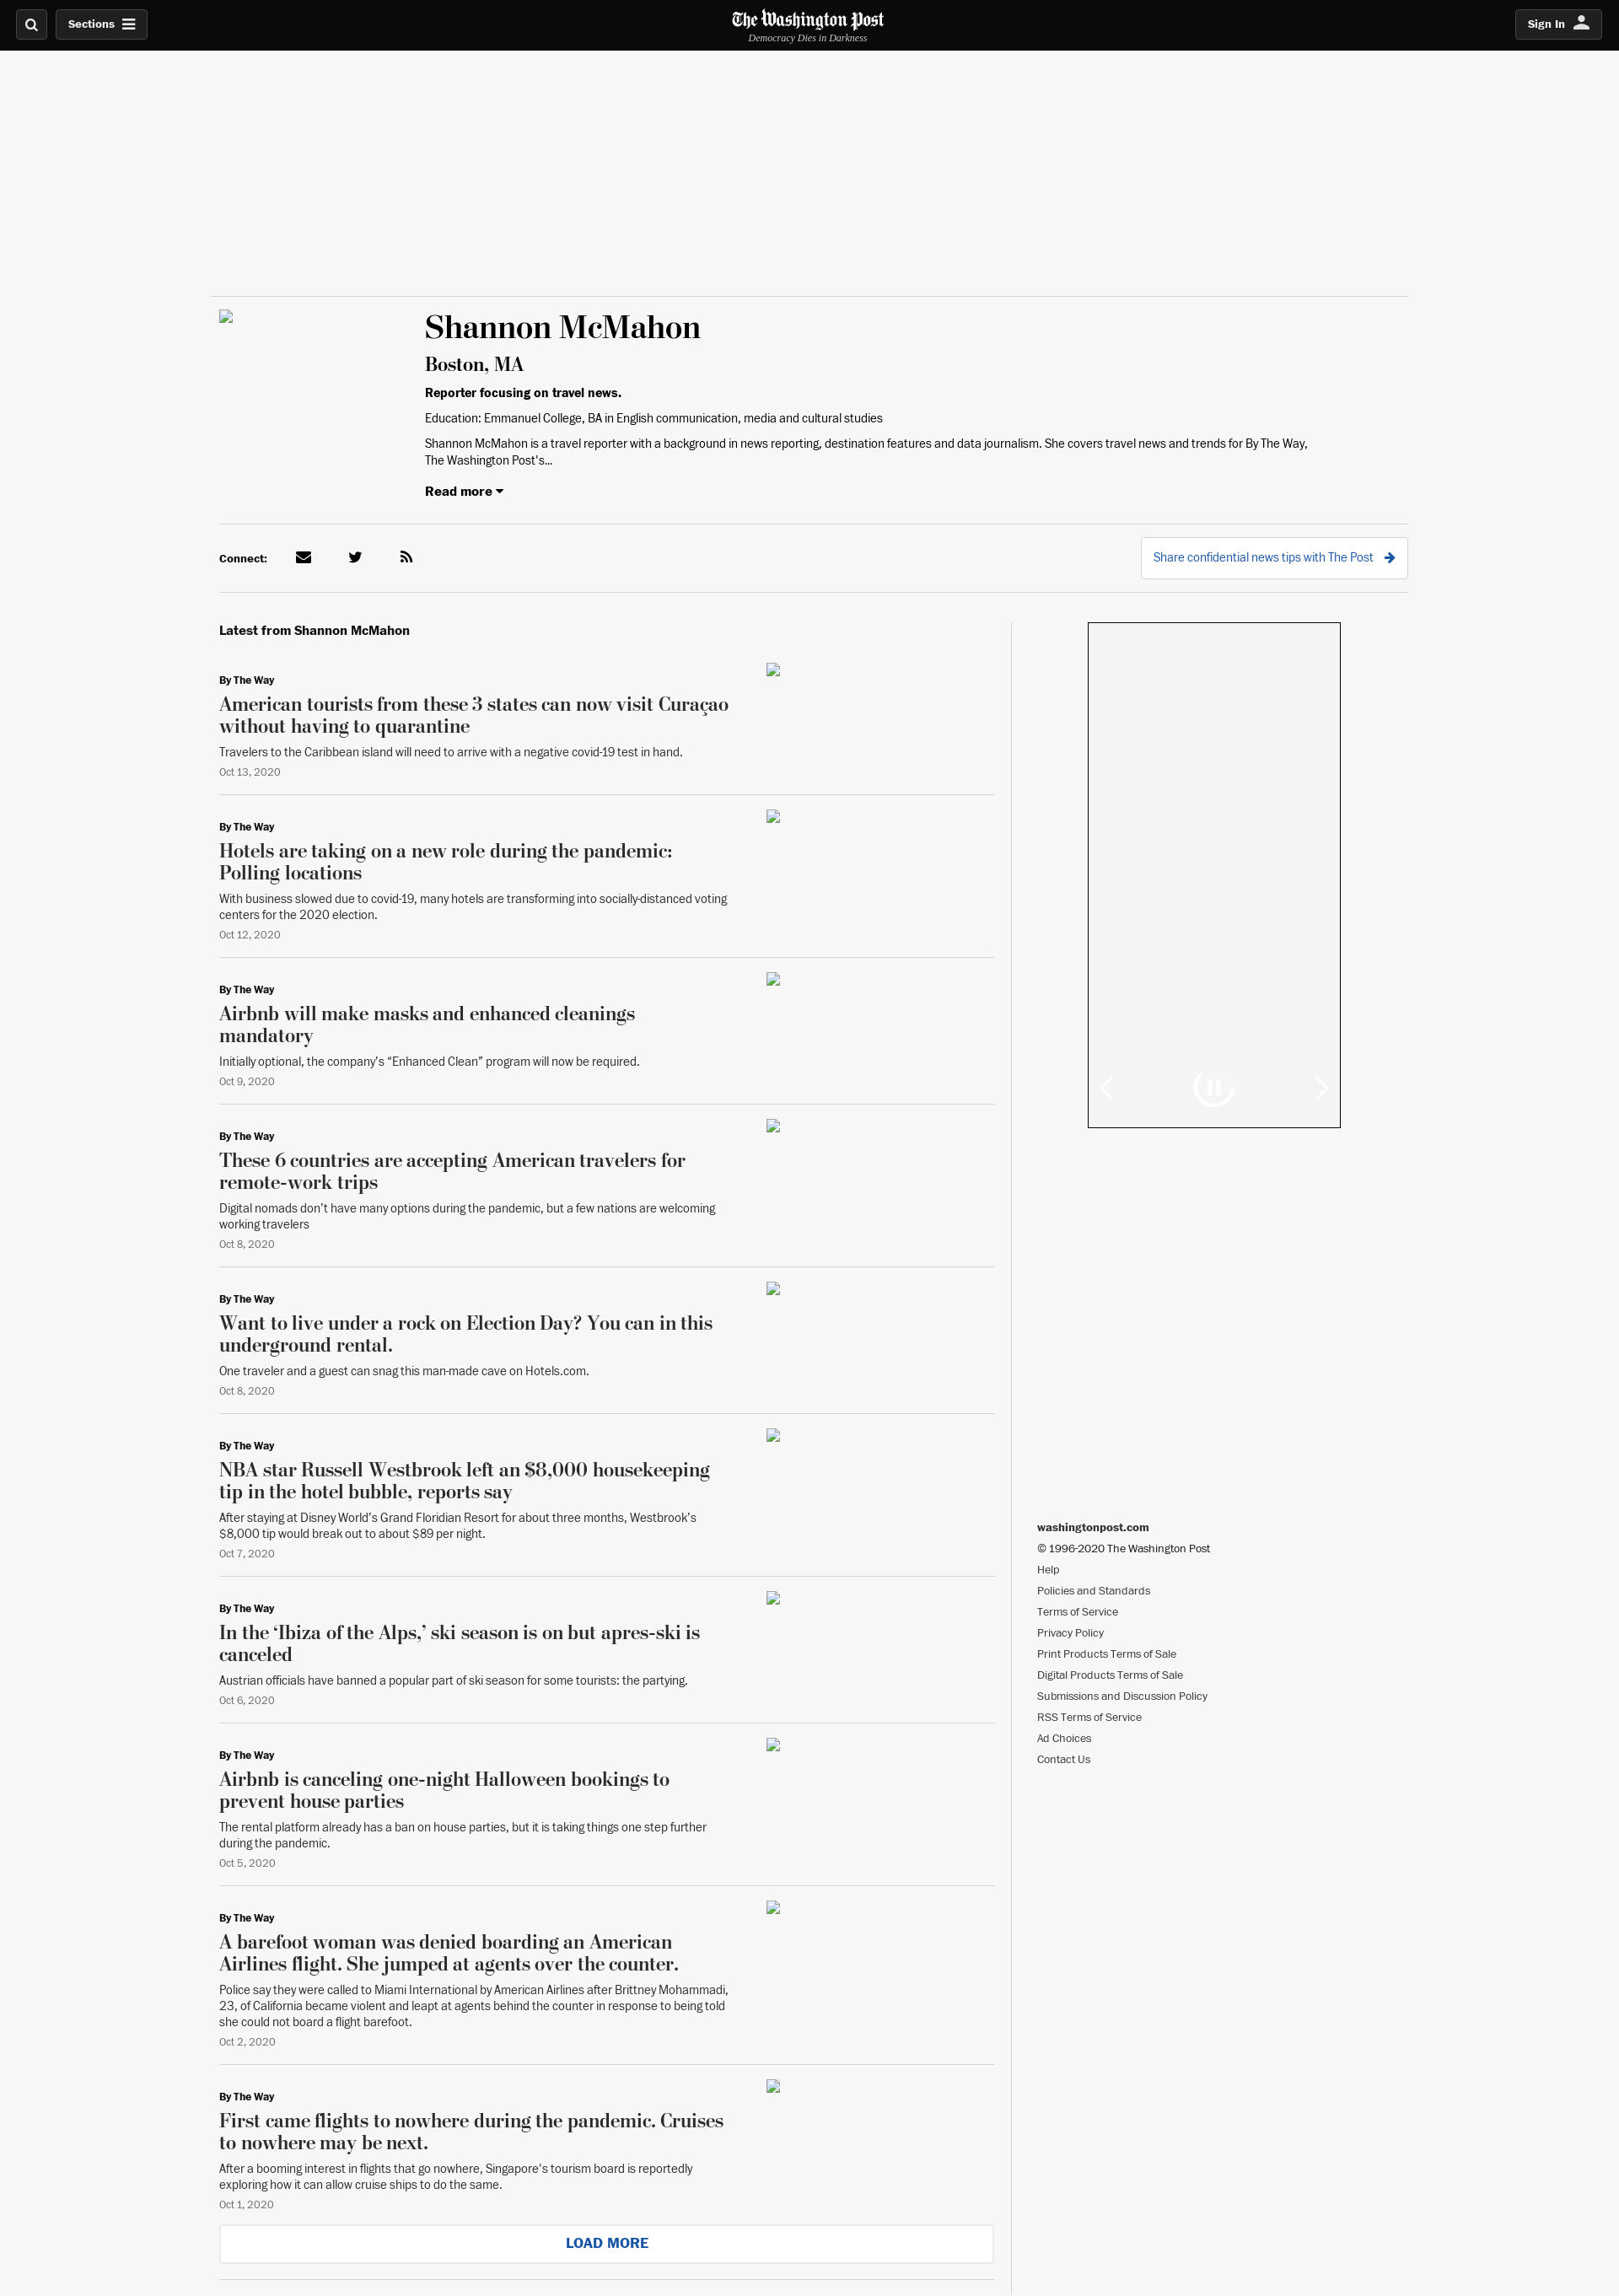 Sections
The Washington Post
Democracy Dies in Darkness
Sign In
Shannon McMahon
Boston, MA
Reporter focusing on travel news.
Education: Emmanuel College, BA in English communication, media and cultural studies
Shannon McMahon is a travel reporter with a background in news reporting, destination features and data journalism. She covers travel news and trends for By The Way,
The Washington Post's...
Read more
Connect:
Share confidential news tips with The Post
Latest from Shannon McMahon
By The Way
American tourists from these 3 states can now visit Curaçao
without having to quarantine
Travelers to the Caribbean island will need to arrive with a negative covid-19 test in hand.
Oct 13, 2020
By The Way
Hotels are taking on a new role during the pandemic:
Polling locations
With business slowed due to covid-19, many hotels are transforming into socially-distanced voting
centers for the 2020 election.
Oct 12, 2020
By The Way
Airbnb will make masks and enhanced cleanings
mandatory
Initially optional, the company’s “Enhanced Clean” program will now be required.
Oct 9, 2020
By The Way
These 6 countries are accepting American travelers for
remote-work trips
Digital nomads don’t have many options during the pandemic, but a few nations are welcoming
working travelers
Oct 8, 2020
By The Way
Want to live under a rock on Election Day? You can in this
underground rental.
One traveler and a guest can snag this man-made cave on Hotels.com.
Oct 8, 2020
By The Way
NBA star Russell Westbrook left an $8,000 housekeeping
tip in the hotel bubble, reports say
After staying at Disney World’s Grand Floridian Resort for about three months, Westbrook’s
$8,000 tip would break out to about $89 per night.
Oct 7, 2020
By The Way
In the ‘Ibiza of the Alps,’ ski season is on but apres-ski is
canceled
Austrian officials have banned a popular part of ski season for some tourists: the partying.
Oct 6, 2020
By The Way
Airbnb is canceling one-night Halloween bookings to
prevent house parties
The rental platform already has a ban on house parties, but it is taking things one step further
during the pandemic.
Oct 5, 2020
By The Way
A barefoot woman was denied boarding an American
Airlines flight. She jumped at agents over the counter.
Police say they were called to Miami International by American Airlines after Brittney Mohammadi,
23, of California became violent and leapt at agents behind the counter in response to being told
she could not board a flight barefoot.
Oct 2, 2020
By The Way
First came flights to nowhere during the pandemic. Cruises
to nowhere may be next.
After a booming interest in flights that go nowhere, Singapore's tourism board is reportedly
exploring how it can allow cruise ships to do the same.
Oct 1, 2020
LOAD MORE
washingtonpost.com
© 1996-2020 The Washington Post
Help
Policies and Standards
Terms of Service
Privacy Policy
Print Products Terms of Sale
Digital Products Terms of Sale
Submissions and Discussion Policy
RSS Terms of Service
Ad Choices
Contact Us